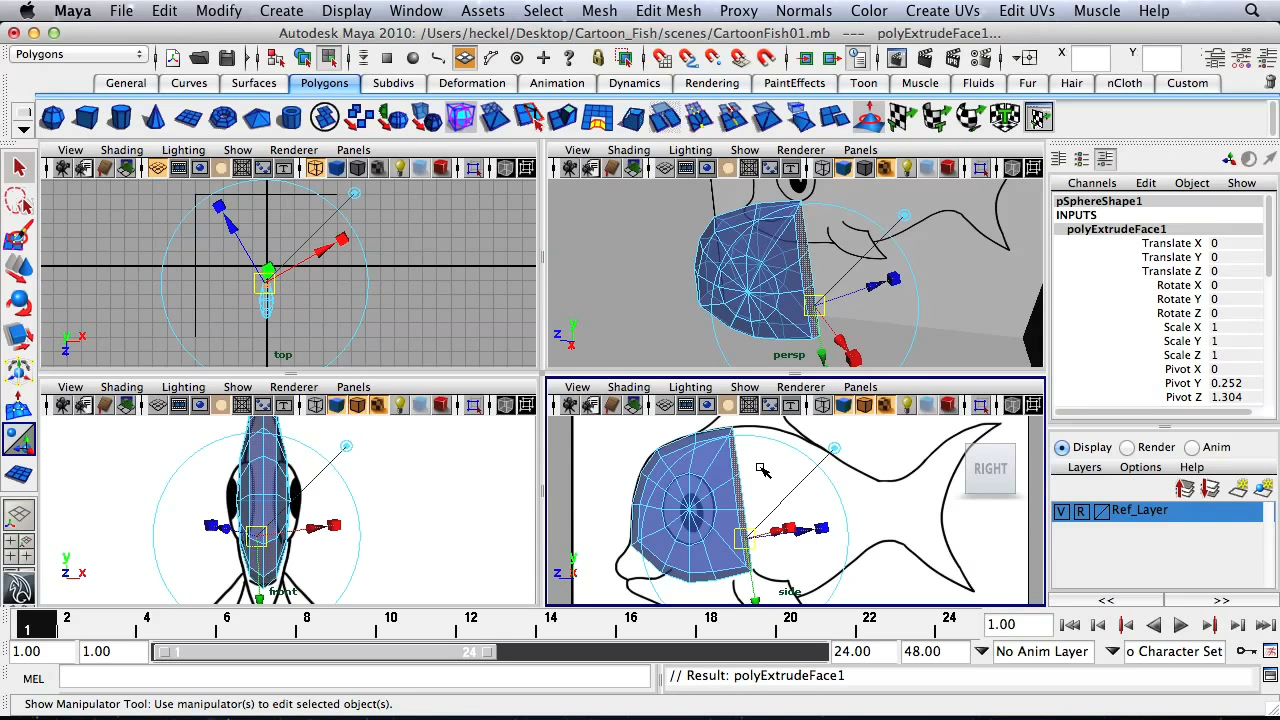 Maya File Edit Modify Create Display Window Assets Select Mesh Edit Mesh Proxy Normals Color Create UVs Edit UVs Muscle Help
Autodesk Maya 2010: /Users/heckel/Desktop/Cartoon_Fish/scenes/CartoonFish01.mb --- polyExtrudeFace1...
Polygons X Y
General Curves Surfaces Polygons Subdivs Deformation Animation Dynamics Rendering PaintEffects Toon Muscle Fluids Fur Hair nCloth Custom
View Shading Lighting Show Renderer Panels
View Shading Lighting Show Renderer Panels
Channels Edit Object Show
pSphereShape1
INPUTS
polyExtrudeFace1
Translate X 0
Translate Y 0
Translate Z 0
Rotate X 0
Rotate Y 0
Rotate Z 0
Scale X 1
Scale Y 1
Scale Z 1
Pivot X 0
Pivot Y 0.252
Pivot Z 1.304
y x
z
top
y
z x
persp
View Shading Lighting Show Renderer Panels
View Shading Lighting Show Renderer Panels
y
z x
front
RIGHT
y
z x
side
Display Render Anim
Layers Options Help
V R Ref_Layer
<< >>
1 2 4 6 8 10 12 14 16 18 20 22 24 1.00
1.00 1.00 1 24 24.00 48.00 No Anim Layer o Character Set
MEL // Result: polyExtrudeFace1
Show Manipulator Tool: Use manipulator(s) to edit selected object(s).